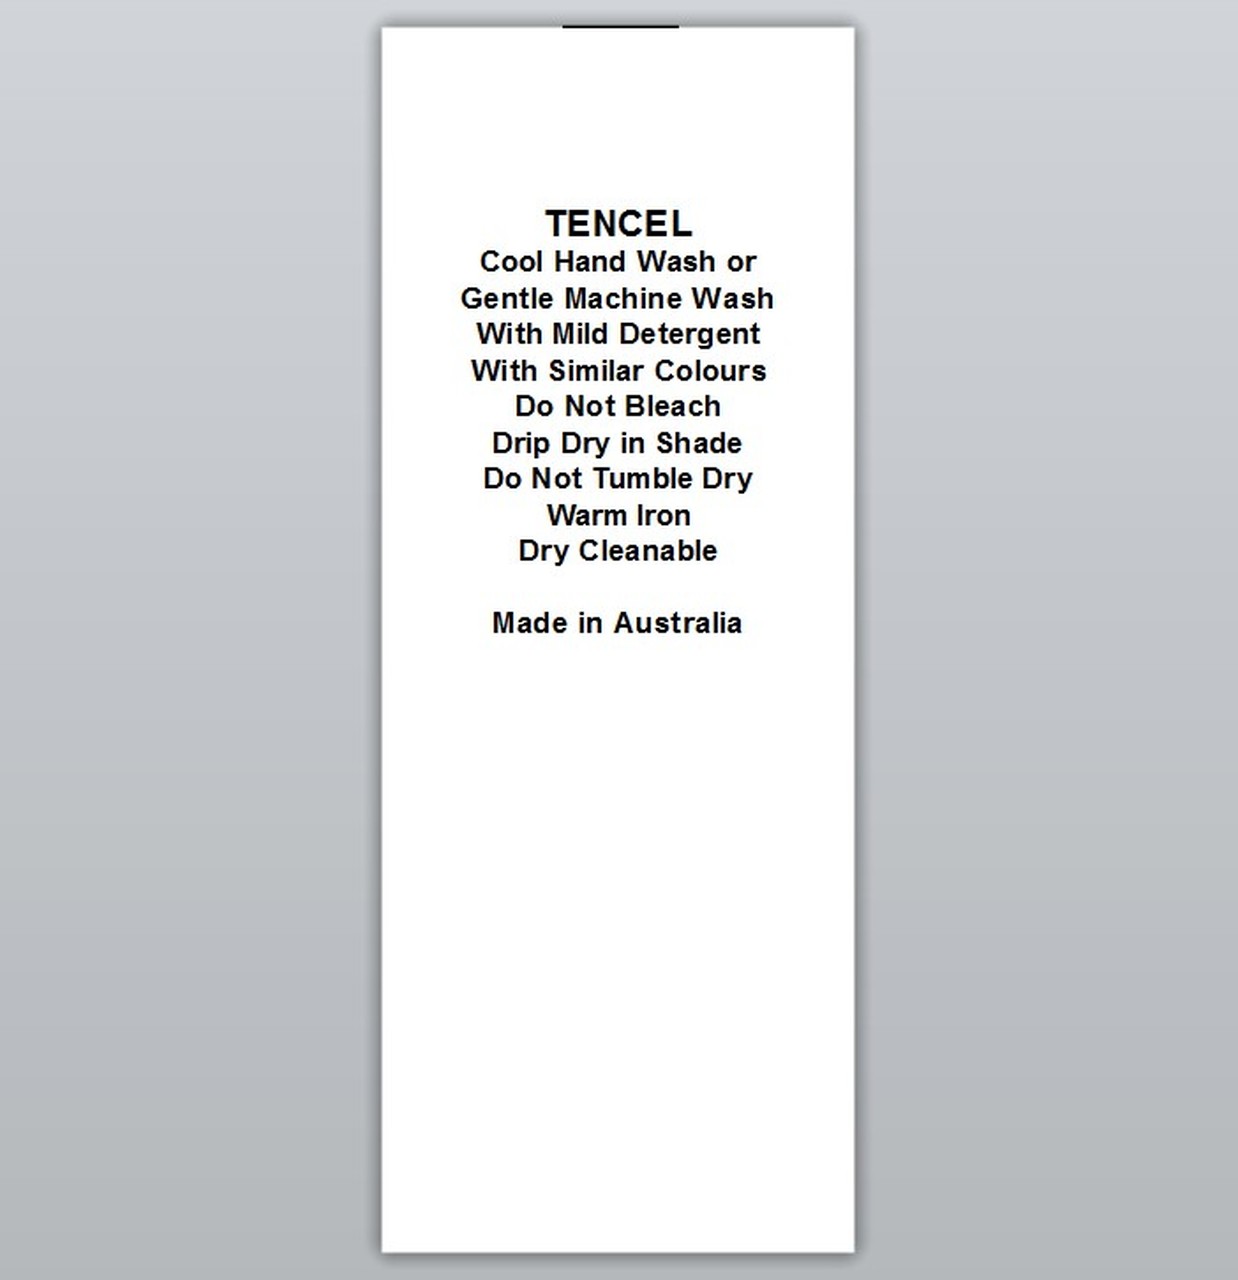 TENCEL
Cool Hand Wash or
Gentle Machine Wash
With Mild Detergent
With Similar Colours
Do Not Bleach
Drip Dry in Shade
Do Not Tumble Dry
Warm Iron
Dry Cleanable
Made in Australia